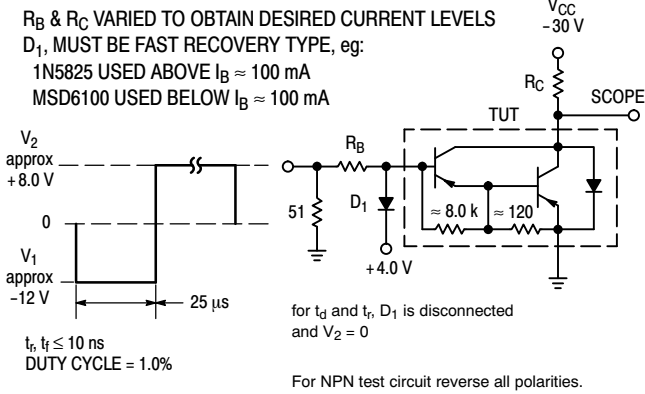 R_B & R_C VARIED TO OBTAIN DESIRED CURRENT LEVELS
D_1, MUST BE FAST RECOVERY TYPE, eg:
1N5825 USED ABOVE I_B ≈ 100 mA
MSD6100 USED BELOW I_B ≈ 100 mA
V_CC
-30 V
R_C
SCOPE
TUT
V_2
approx
+8.0 V
0
V_1
approx
-12 V
25 μs
t_r, t_f ≤ 10 ns
DUTY CYCLE = 1.0%
R_B
51
D_1
+4.0 V
≈ 8.0 k
≈ 120
for t_d and t_r, D_1 is disconnected
and V_2 = 0
For NPN test circuit reverse all polarities.